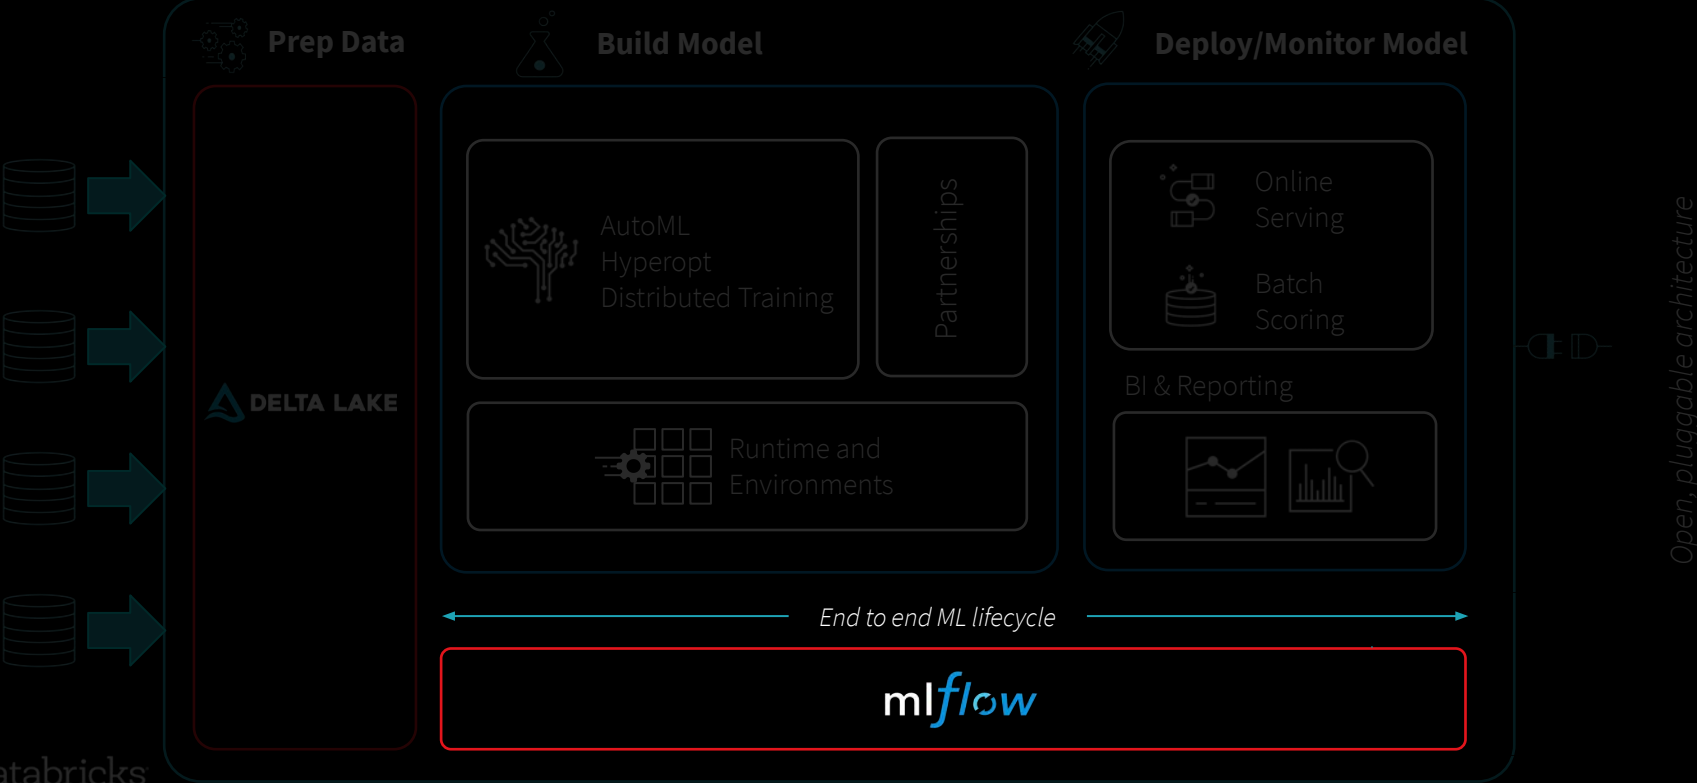 Prep Data
Build Model
Deploy/Monitor Model
DELTA LAKE
AutoML
Hyperopt
Distributed Training
Partnerships
Runtime and
Environments
Online
Serving
Batch
Scoring
BI & Reporting
Open, pluggable architecture
End to end ML lifecycle
mlflow
atabricks